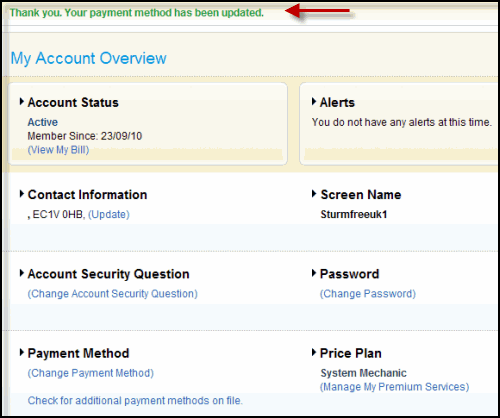 Thank you. Your payment method has been updated.
My Account Overview
Account Status
Active
Member Since: 23/09/10
(View My Bill)
Alerts
You do not have any alerts at this time.
Contact Information
, EC1V 0HB, (Update)
Screen Name
Sturmfreeuk1
Account Security Question
(Change Account Security Question)
Password
(Change Password)
Payment Method
(Change Payment Method)
Check for additional payment methods on file.
Price Plan
System Mechanic
(Manage My Premium Services)